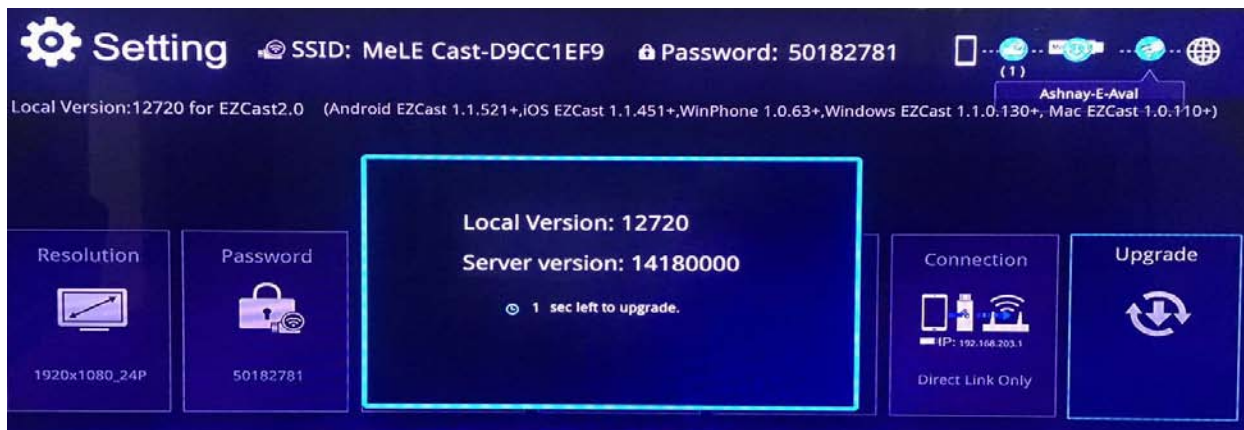 Setting SSID: MeLE Cast-D9CC1EF9 Password: 50182781
(1)
Ashnay-E-Aval
Local Version:12720 for EZCast2.0 (Android EZCast 1.1.521+,iOS EZCast 1.1.451+,WinPhone 1.0.63+,Windows EZCast 1.1.0.130+, Mac EZCast 1.0.110+)
Local Version: 12720
Server version: 14180000
1 sec left to upgrade.
Resolution
1920x1080_24P
Password
50182781
Connection
IP: 192.168.203.1
Direct Link Only
Upgrade